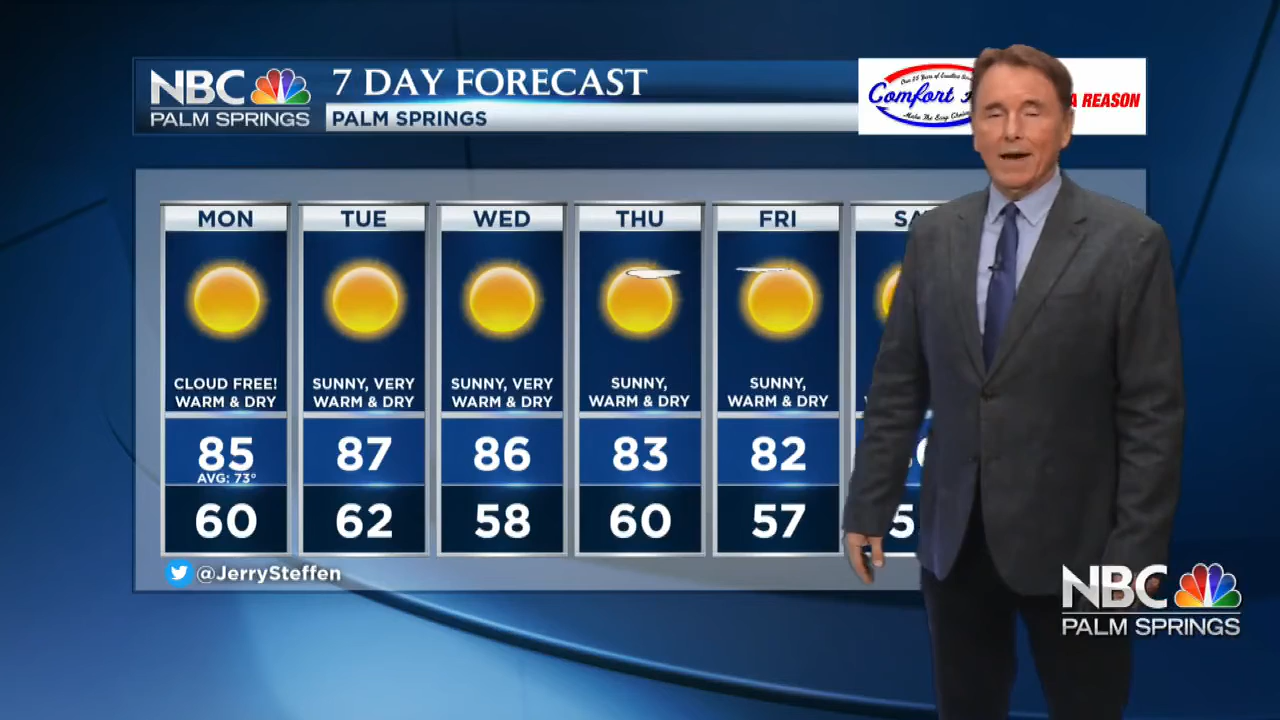 NBC
PALM SPRINGS
7 DAY FORECAST
PALM SPRINGS
Comfort
A REASON
MON
TUE
WED
THU
FRI
CLOUD FREE!
WARM & DRY
SUNNY, VERY
WARM & DRY
SUNNY, VERY
WARM & DRY
SUNNY,
WARM & DRY
SUNNY,
WARM & DRY
85
AVG: 73°
87
86
83
82
60
62
58
60
57
@JerrySteffen
NBC
PALM SPRINGS